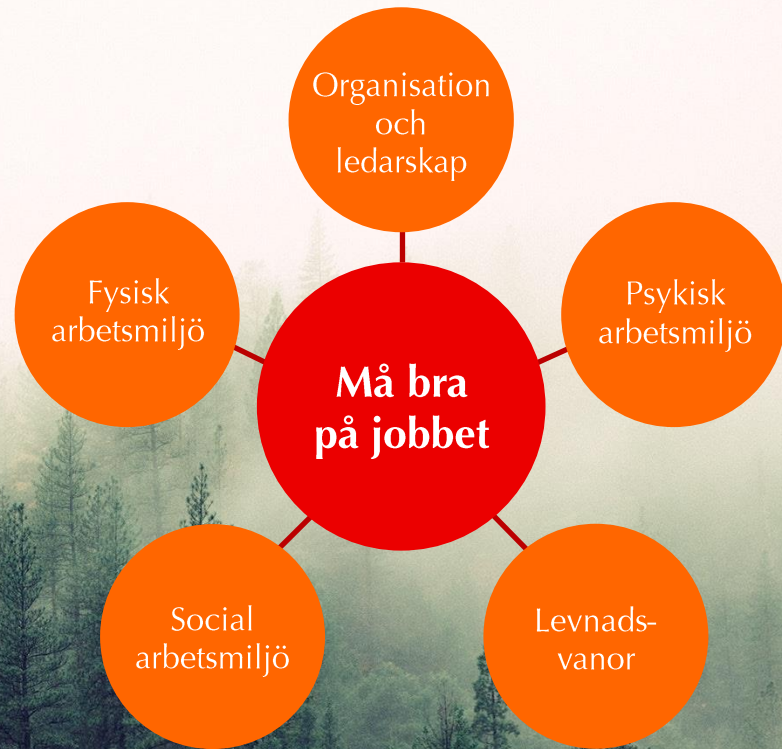 Organisation
och
ledarskap
Fysisk
arbetsmiljö
Psykisk
arbetsmiljö
Må bra
på jobbet
Social
arbetsmiljö
Levnads-
vanor